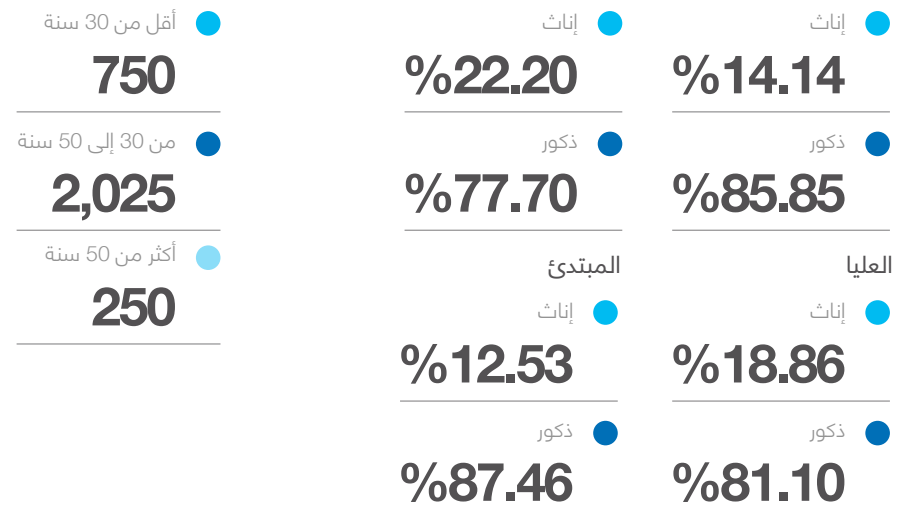 إناث
%14.14
ذكور
%85.85
العليا
إناث
%18.86
ذكور
%81.10
إناث
%22.20
ذكور
%77.70
المبتدئ
إناث
%12.53
ذكور
%87.46
أقل من 30 سنة
750
من 30 إلى 50 سنة
2,025
أكثر من 50 سنة
250